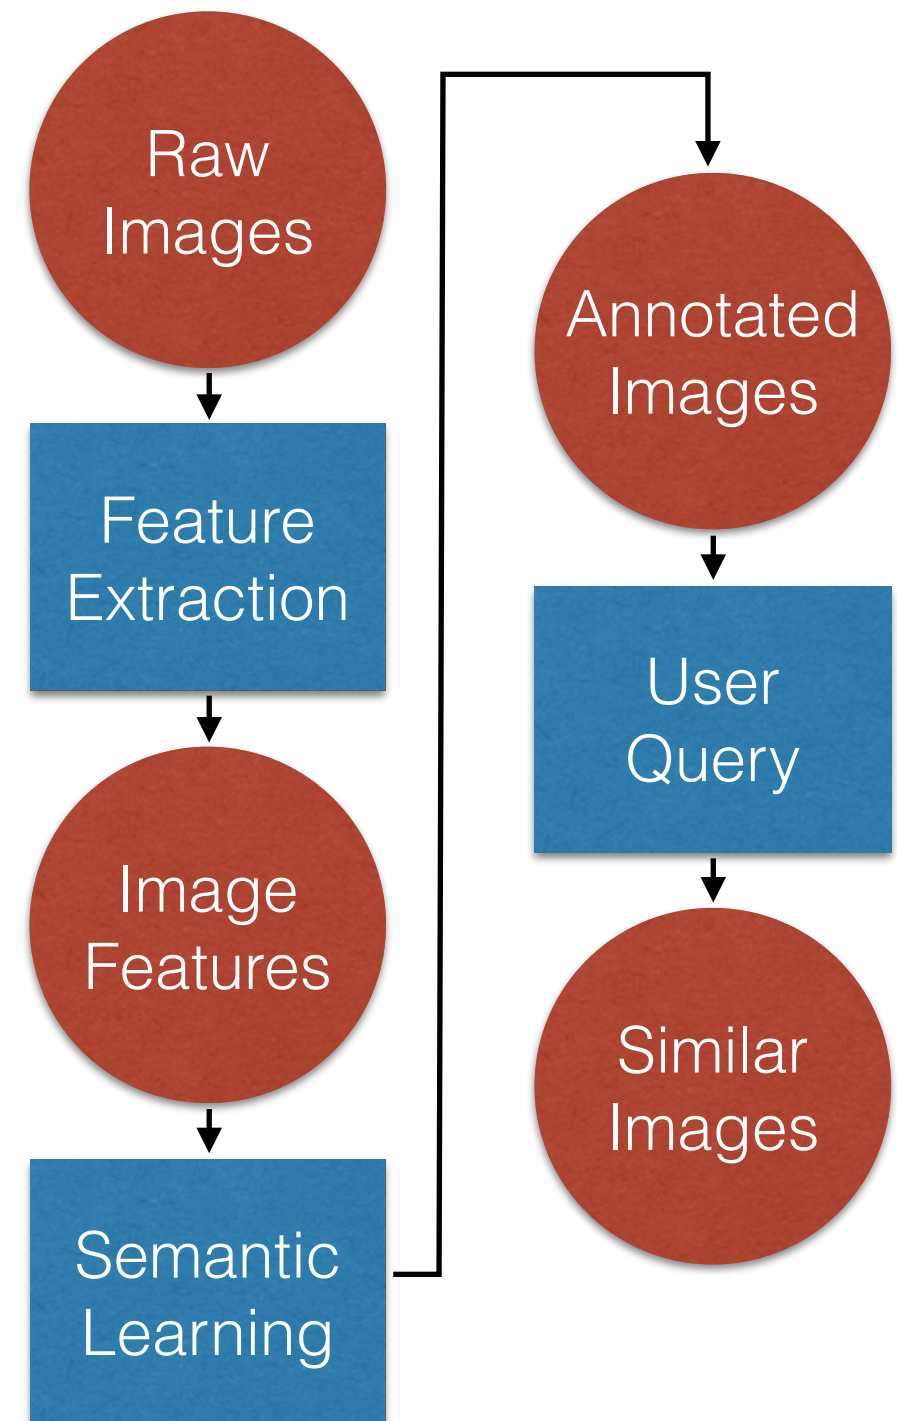 Raw
Images
Feature
Extraction
Image
Features
Semantic
Learning
Annotated
Images
User
Query
Similar
Images